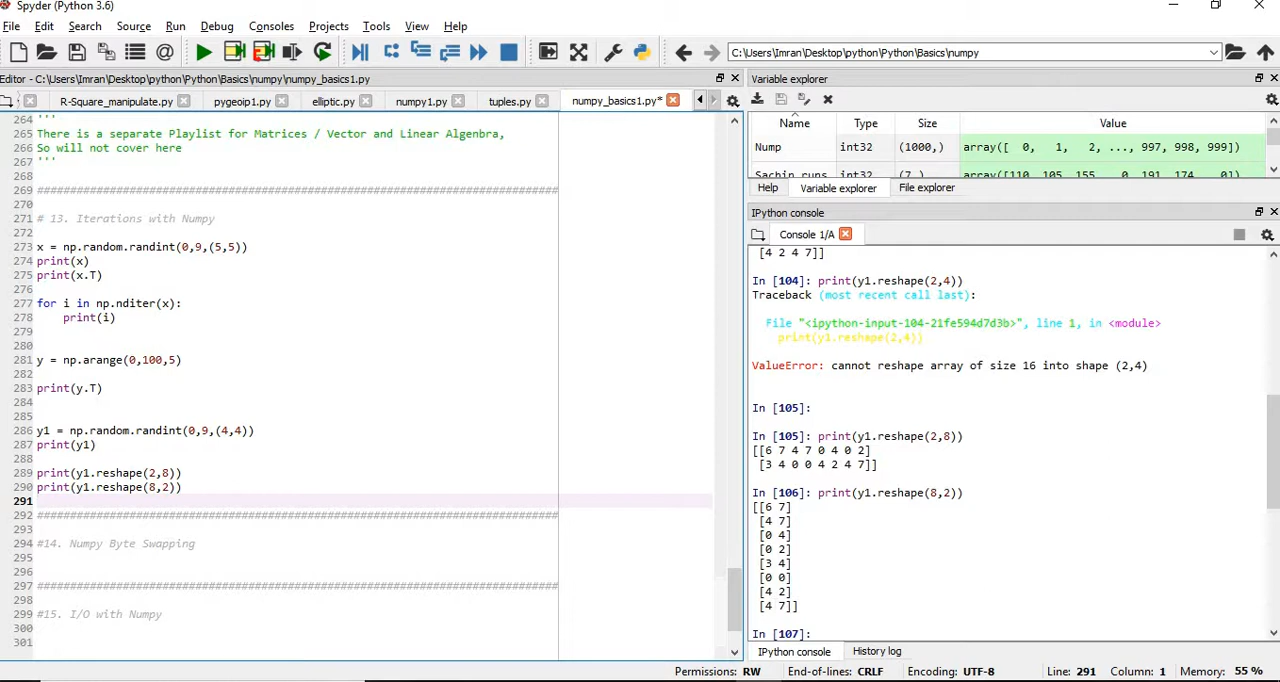 Spyder (Python 3.6)
File Edit Search Source Run Debug Consoles Projects Tools View Help
C:\Users\Imran\Desktop\python\Python\Basics\numpy
Editor - C:\Users\Imran\Desktop\python\Python\Basics\numpy\numpy_basics1.py
R-Square_manipulate.py pygeoip1.py elliptic.py numpy1.py tuples.py numpy_basics1.py*
264 '''
265 There is a separate Playlist for Matrices / Vector and Linear Algenbra,
266 So will not cover here
267 '''
268
269 ###################################################################################
270
271 # 13. Iterations with Numpy
272
273 x = np.random.randint(0,9,(5,5))
274 print(x)
275 print(x.T)
276
277 for i in np.nditer(x):
278     print(i)
279
280
281 y = np.arange(0,100,5)
282
283 print(y.T)
284
285
286 y1 = np.random.randint(0,9,(4,4))
287 print(y1)
288
289 print(y1.reshape(2,8))
290 print(y1.reshape(8,2))
291
292 ###################################################################################
293
294 #14. Numpy Byte Swapping
295
296
297 ###################################################################################
298
299 #15. I/O with Numpy
300
301
Variable explorer
Name Type Size Value
Nump int32 (1000,) array([ 0, 1, 2, ..., 997, 998, 999])
Sachin_runs int32 (7,) array([110, 105, 155, 0, 191, 174, 0])
Help Variable explorer File explorer
IPython console
Console 1/A
[4 2 4 7]]
In [104]: print(y1.reshape(2,4))
Traceback (most recent call last):
File "<ipython-input-104-21fe594d7d3b>", line 1, in <module>
print(y1.reshape(2,4))
ValueError: cannot reshape array of size 16 into shape (2,4)
In [105]:
In [105]: print(y1.reshape(2,8))
[[6 7 4 7 0 4 0 2]
[3 4 0 0 4 2 4 7]]
In [106]: print(y1.reshape(8,2))
[[6 7]
[4 7]
[0 4]
[0 2]
[3 4]
[0 0]
[4 2]
[4 7]]
In [107]:
IPython console History log
Permissions: RW End-of-lines: CRLF Encoding: UTF-8 Line: 291 Column: 1 Memory: 55 %